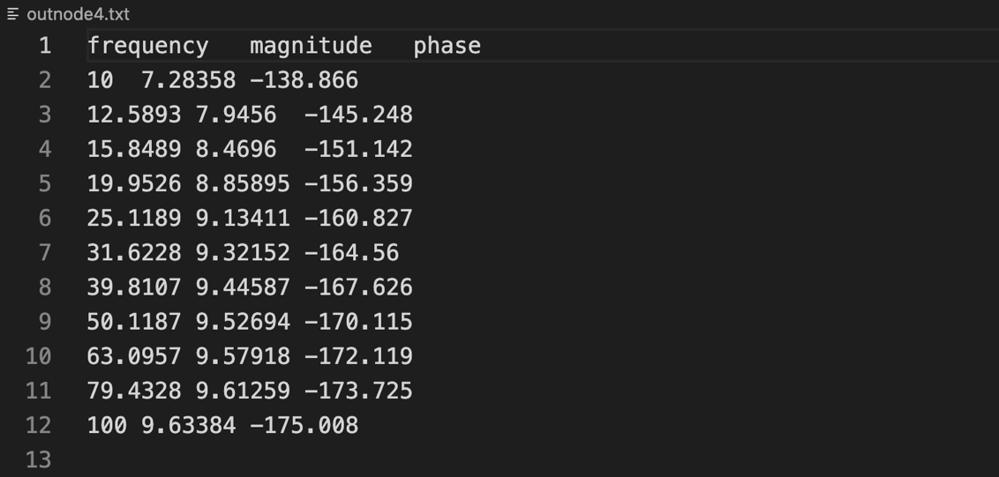 outnode4.txt
1 frequency magnitude phase
2 10 7.28358 -138.866
3 12.5893 7.9456 -145.248
4 15.8489 8.4696 -151.142
5 19.9526 8.85895 -156.359
6 25.1189 9.13411 -160.827
7 31.6228 9.32152 -164.56
8 39.8107 9.44587 -167.626
9 50.1187 9.52694 -170.115
10 63.0957 9.57918 -172.119
11 79.4328 9.61259 -173.725
12 100 9.63384 -175.008
13